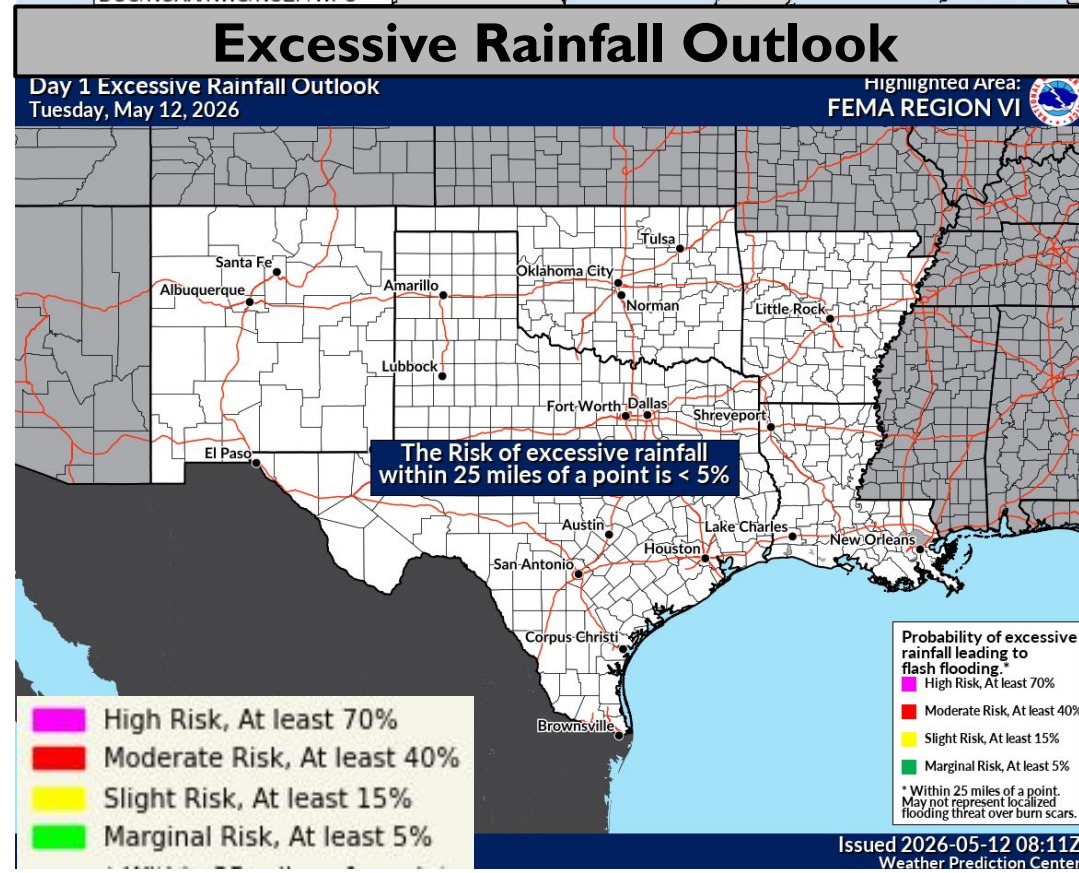 Excessive Rainfall Outlook
Day 1 Excessive Rainfall Outlook
Tuesday, May 12, 2026
Highlighted Area:
FEMA REGION VI
Santa Fe
Albuquerque
Amarillo
Lubbock
Tulsa
Oklahoma City
Norman
Little Rock
Fort Worth
Dallas
Shreveport
El Paso
The Risk of excessive rainfall
within 25 miles of a point is < 5%
Austin
Lake Charles
Houston
New Orleans
San Antonio
Corpus Christi
Brownsville
Probability of excessive
rainfall leading to
flash flooding.*
High Risk, At least 70%
Moderate Risk, At least 40%
Slight Risk, At least 15%
Marginal Risk, At least 5%
* Within 25 miles of a point.
May not represent localized
flooding threat over burn scars.
High Risk, At least 70%
Moderate Risk, At least 40%
Slight Risk, At least 15%
Marginal Risk, At least 5%
Issued 2026-05-12 08:11Z
Weather Prediction Center